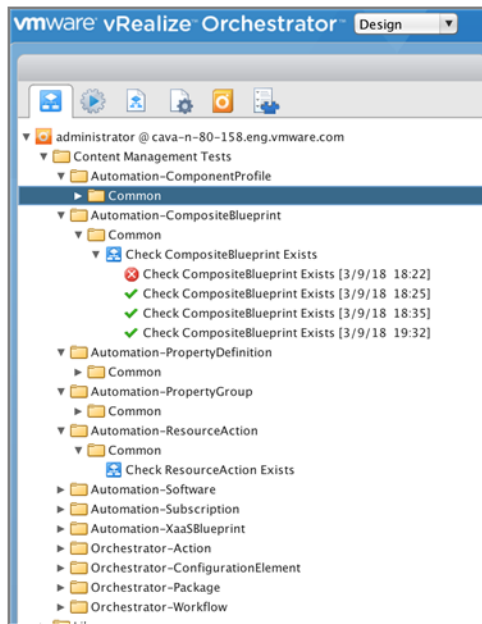 vmware vRealize™ Orchestrator™ Design
administrator @ cava-n-80-158.eng.vmware.com
Content Management Tests
Automation-ComponentProfile
Common
Automation-CompositeBlueprint
Common
Check CompositeBlueprint Exists
Check CompositeBlueprint Exists [3/9/18 18:22]
Check CompositeBlueprint Exists [3/9/18 18:25]
Check CompositeBlueprint Exists [3/9/18 18:35]
Check CompositeBlueprint Exists [3/9/18 19:32]
Automation-PropertyDefinition
Common
Automation-PropertyGroup
Common
Automation-ResourceAction
Common
Check ResourceAction Exists
Automation-Software
Automation-Subscription
Automation-XaaSBlueprint
Orchestrator-Action
Orchestrator-ConfigurationElement
Orchestrator-Package
Orchestrator-Workflow